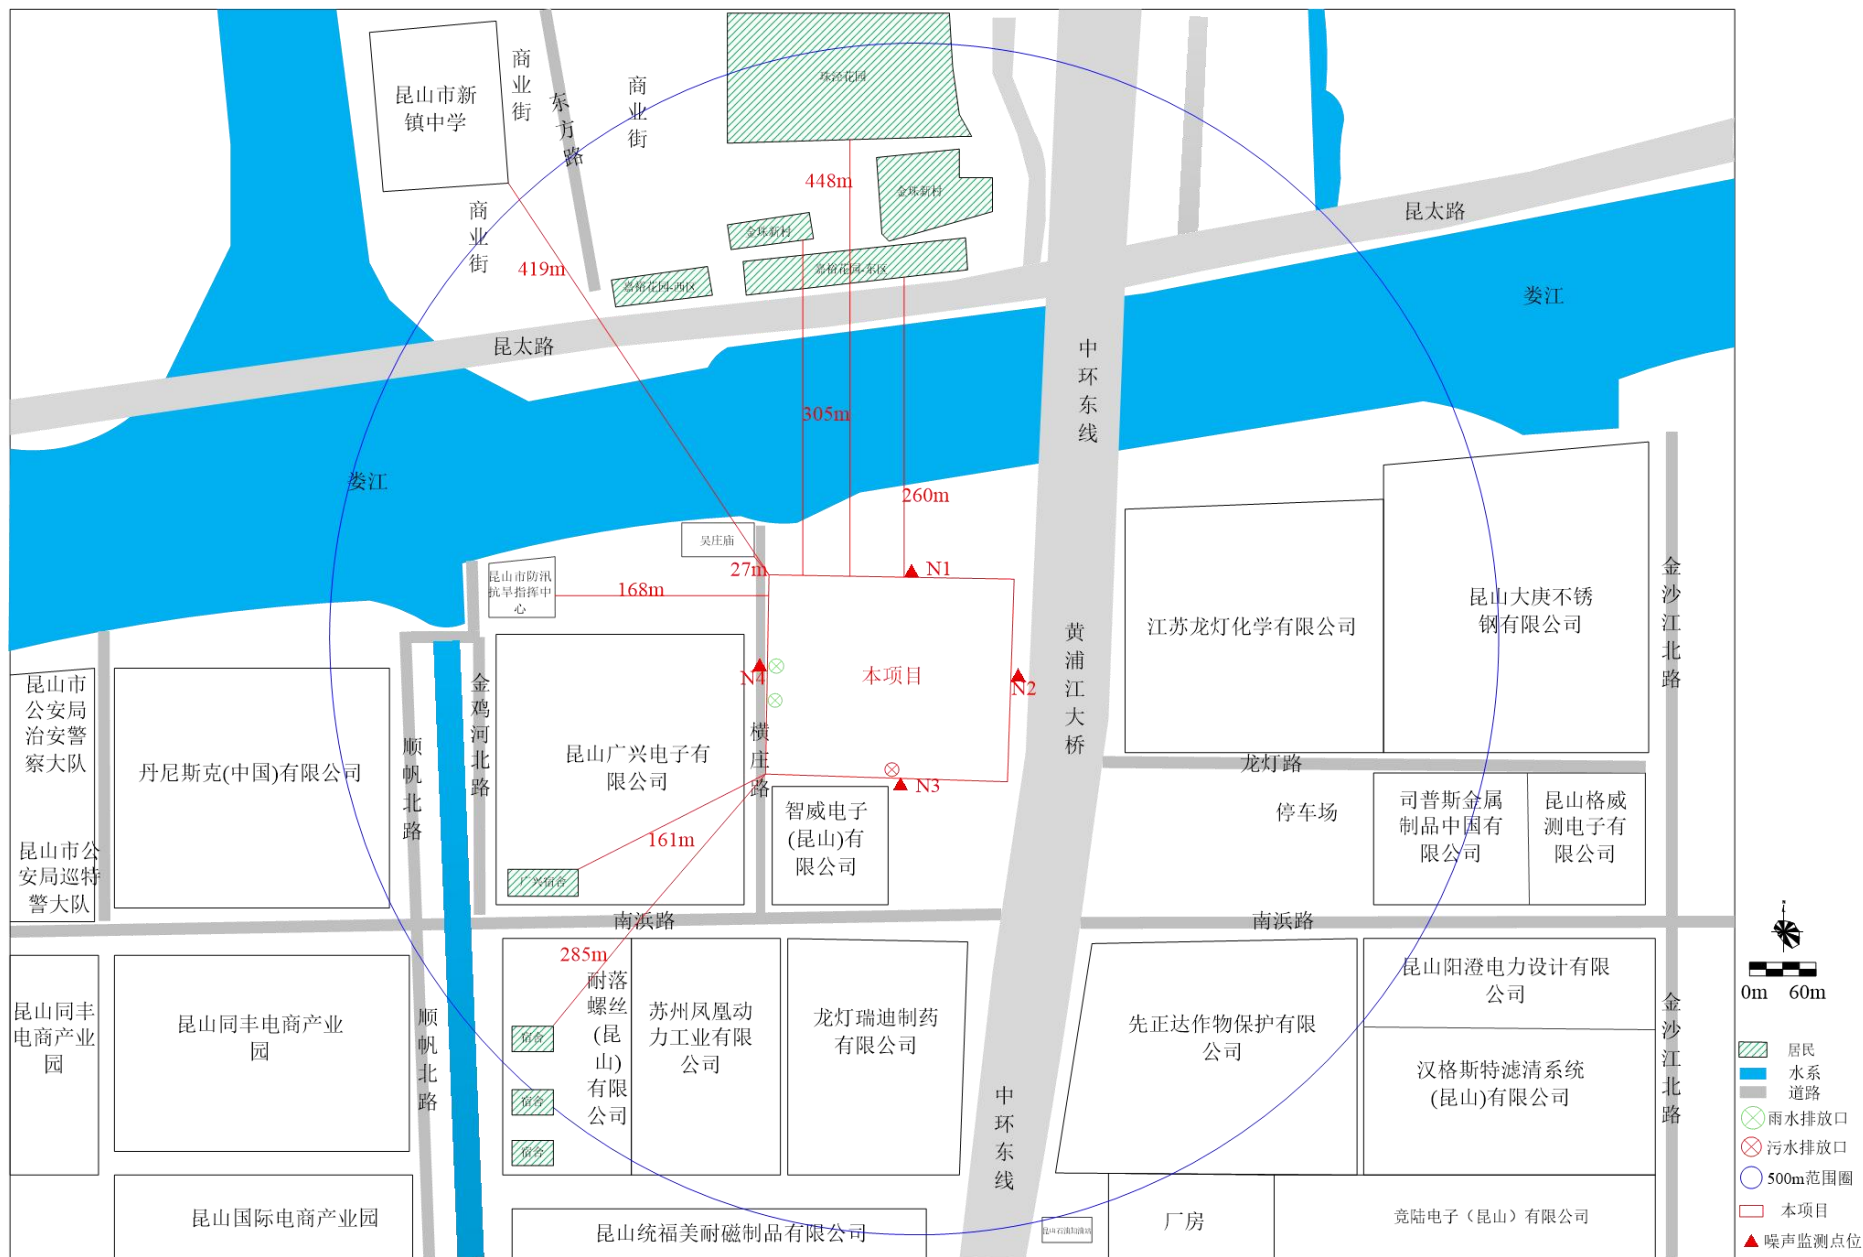 昆山市新
镇中学
商业街
东方路
商业街
商业街
珠泾花园
448m
金珠新村
金珠新村
嘉裕花园-东区
嘉裕花园-西区
419m
昆太路
昆太路
娄江
娄江
中环东线
305m
260m
吴庄庙
27m
昆山市防汛
抗旱指挥中
心
168m
N1
N2
N3
N4
本项目
横庄路
黄浦江大桥
江苏龙灯化学有限公司
昆山大庚不锈
钢有限公司
金沙江北路
昆山市
公安局
治安警
察大队
昆山市公
安局巡特
警大队
丹尼斯克(中国)有限公司
顺帆北路
金鸡河北路
昆山广兴电子有
限公司
161m
广兴宿舍
智威电子
(昆山)有
限公司
龙灯路
停车场
司普斯金属
制品中国有
限公司
昆山格威
测电子有
限公司
南浜路
南浜路
285m
昆山同丰
电商产业
园
昆山同丰电商产业
园
顺帆北路
宿舍
宿舍
宿舍
耐落
螺丝
(昆
山)
有限
公司
苏州凤凰动
力工业有限
公司
龙灯瑞迪制药
有限公司
中环东线
先正达作物保护有限
公司
昆山阳澄电力设计有限
公司
汉格斯特滤清系统
(昆山)有限公司
金沙江北路
昆山国际电商产业园
昆山统福美耐磁制品有限公司
厂房
竞陆电子（昆山）有限公司
0m
60m
居民
水系
道路
雨水排放口
污水排放口
500m范围圈
本项目
噪声监测点位